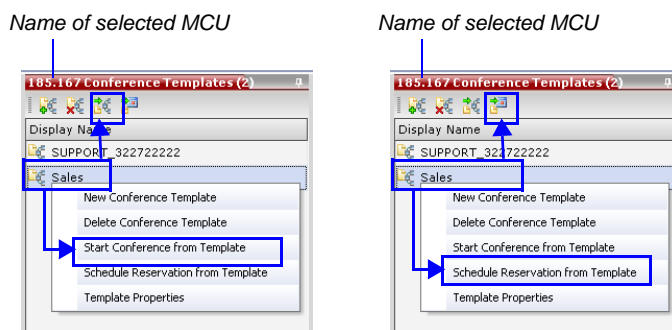 Name of selected MCU
185.167 Conference Templates (2)
Display Name
SUPPORT_322722222
Sales
New Conference Template
Delete Conference Template
Start Conference from Template
Schedule Reservation from Template
Template Properties
Name of selected MCU
185.167 Conference Templates (2)
Display Name
SUPPORT_322722222
Sales
New Conference Template
Delete Conference Template
Start Conference from Template
Schedule Reservation from Template
Template Properties